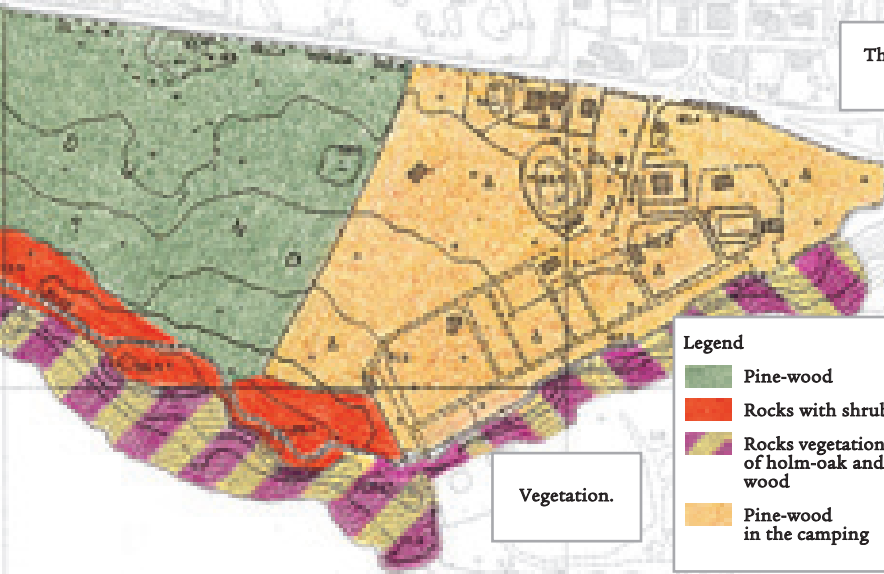 Th
Legend
Pine-wood
Rocks with shrub
Rocks vegetation
of holm-oak and
wood
Pine-wood
in the camping
Vegetation.